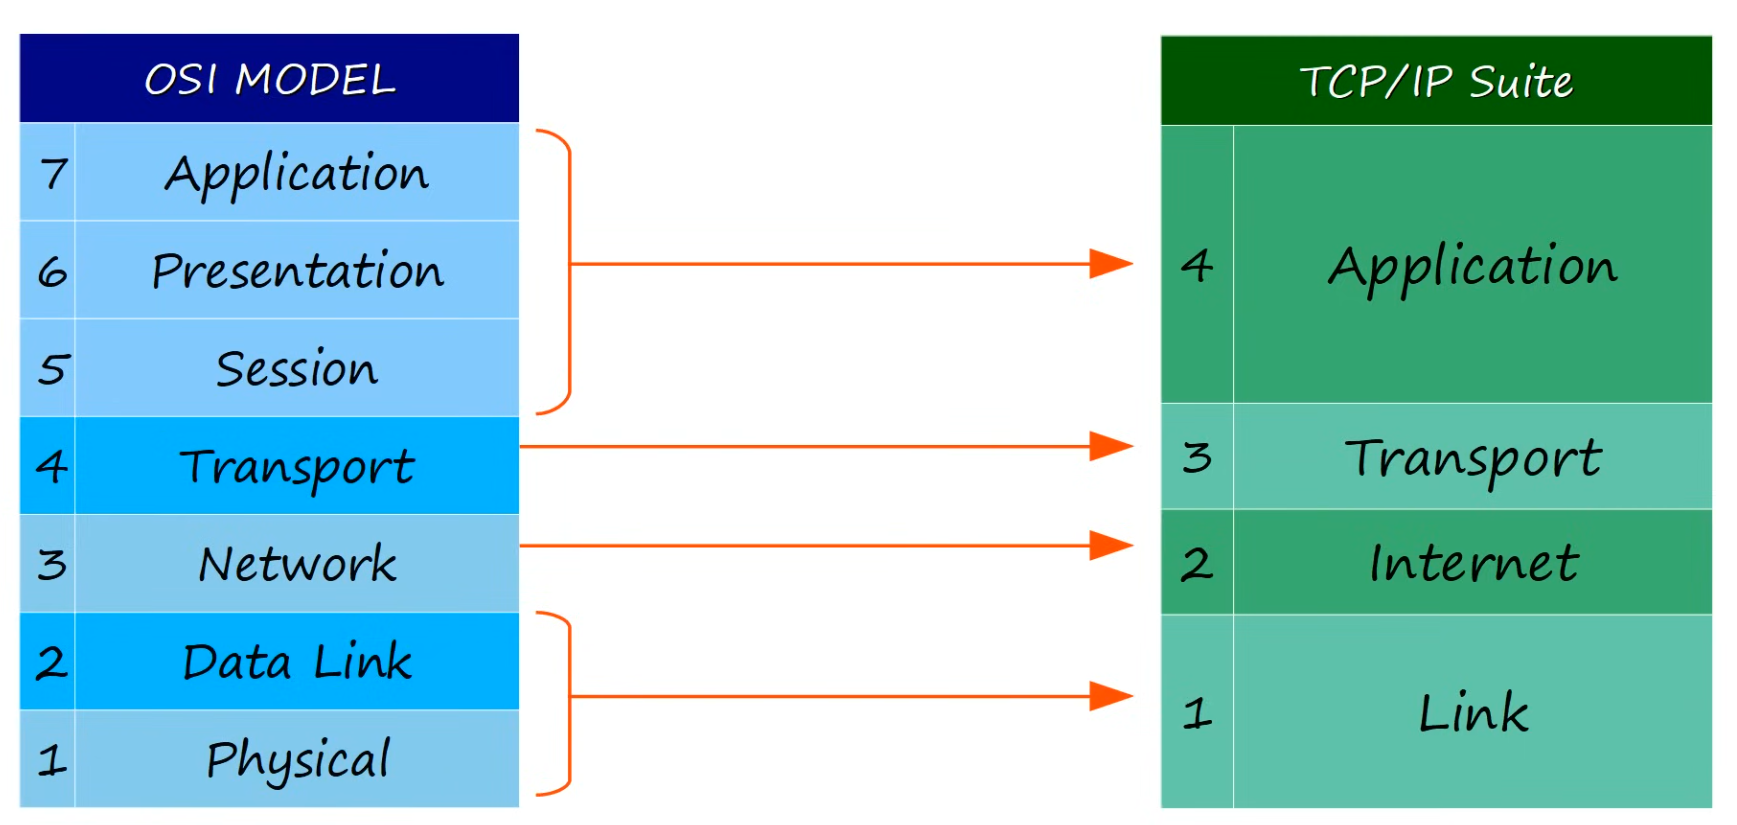 OSI MODEL
7 Application
6 Presentation
5 Session
4 Transport
3 Network
2 Data Link
1 Physical
TCP/IP Suite
4 Application
3 Transport
2 Internet
1 Link